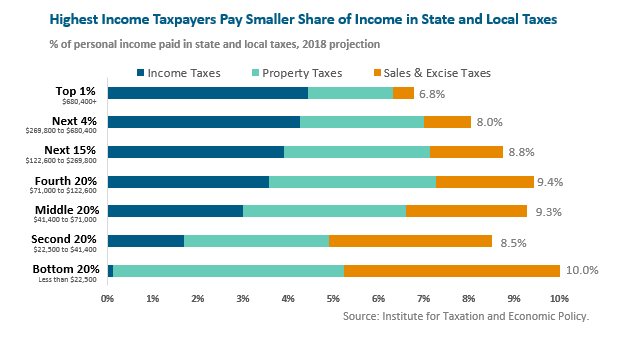 Highest Income Taxpayers Pay Smaller Share of Income in State and Local Taxes
% of personal income paid in state and local taxes, 2018 projection
Income Taxes Property Taxes Sales & Excise Taxes
Top 1%
$680,400+
6.8%
Next 4%
$269,800 to $680,400
8.0%
Next 15%
$122,600 to $269,800
8.8%
Fourth 20%
$71,000 to $122,600
9.4%
Middle 20%
$41,400 to $71,000
9.3%
Second 20%
$22,500 to $41,400
8.5%
Bottom 20%
Less than $22,500
10.0%
0% 1% 2% 3% 4% 5% 6% 7% 8% 9% 10%
Source: Institute for Taxation and Economic Policy.